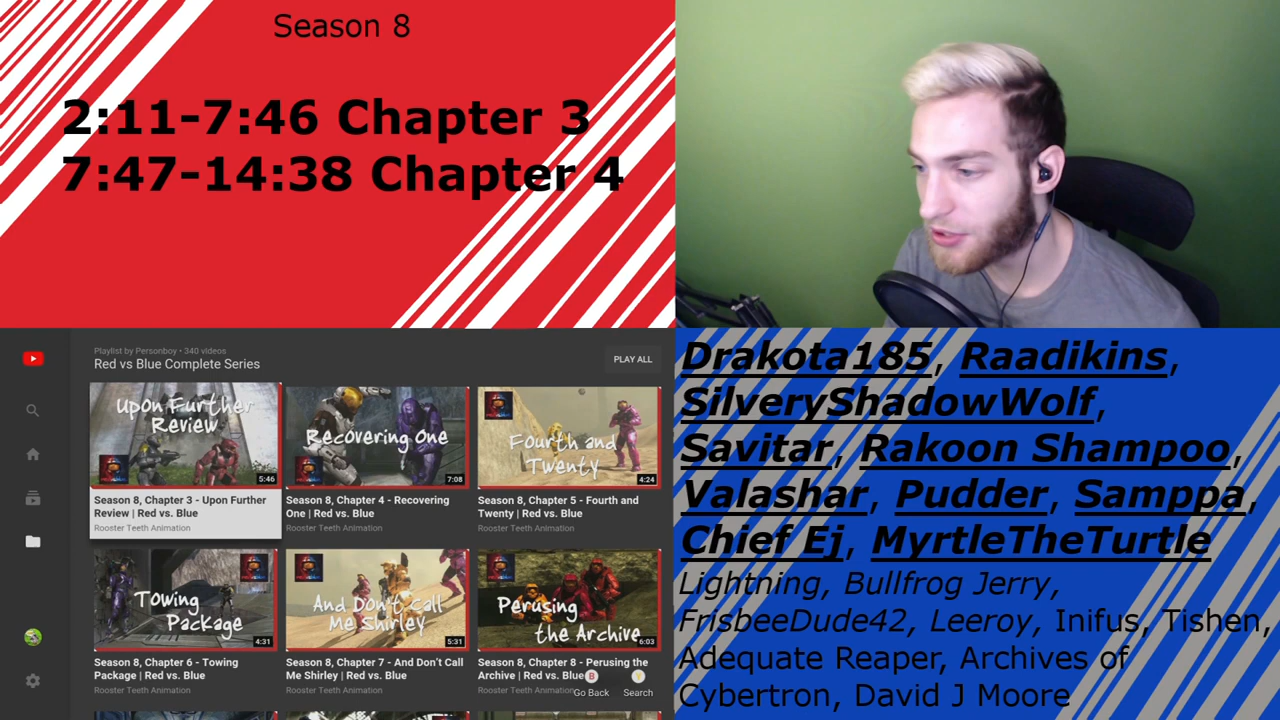 Season 8
2:11-7:46 Chapter 3
7:47-14:38 Chapter 4
Playlist by Personboy • 340 videos
Red vs Blue Complete Series
PLAY ALL
Upon Further
Review
5:46
Recovering One
7:08
Fourth and
Twenty
4:24
Season 8, Chapter 3 - Upon Further
Review | Red vs. Blue
Rooster Teeth Animation
Season 8, Chapter 4 - Recovering
One | Red vs. Blue
Rooster Teeth Animation
Season 8, Chapter 5 - Fourth and
Twenty | Red vs. Blue
Rooster Teeth Animation
Towing
Package
4:31
And Don't Call
Me Shirley
5:31
Perusing
the Archive
6:03
Season 8, Chapter 6 - Towing
Package | Red vs. Blue
Rooster Teeth Animation
Season 8, Chapter 7 - And Don't Call
Me Shirley | Red vs. Blue
Rooster Teeth Animation
Season 8, Chapter 8 - Perusing the
Archive | Red vs. Blue
Rooster Teeth Animation
B
Go Back
Y
Search
Drakota185, Raadikins,
SilveryShadowWolf,
Savitar, Rakoon Shampoo,
Valashar, Pudder, Samppa,
Chief Ej, MyrtleTheTurtle
Lightning, Bullfrog Jerry,
FrisbeeDude42, Leeroy, Inifus, Tishen,
Adequate Reaper, Archives of
Cybertron, David J Moore